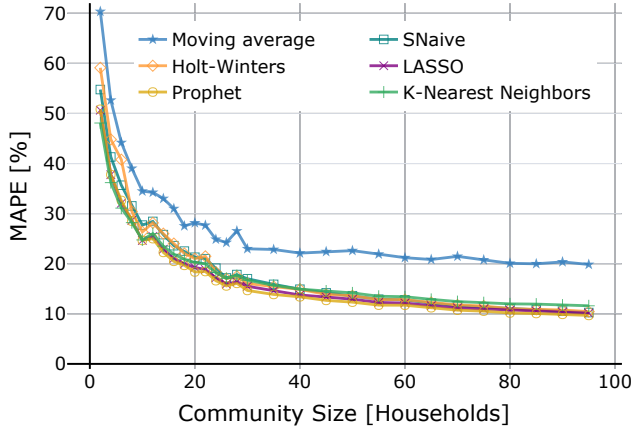 MAPE [%]
70
60
50
40
30
20
10
0
Moving average
Holt-Winters
Prophet
SNaive
LASSO
K-Nearest Neighbors
0 20 40 60 80 100
Community Size [Households]